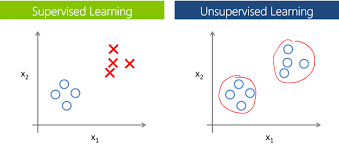 Supervised Learning
x₂
x₁
Unsupervised Learning
x₂
x₁